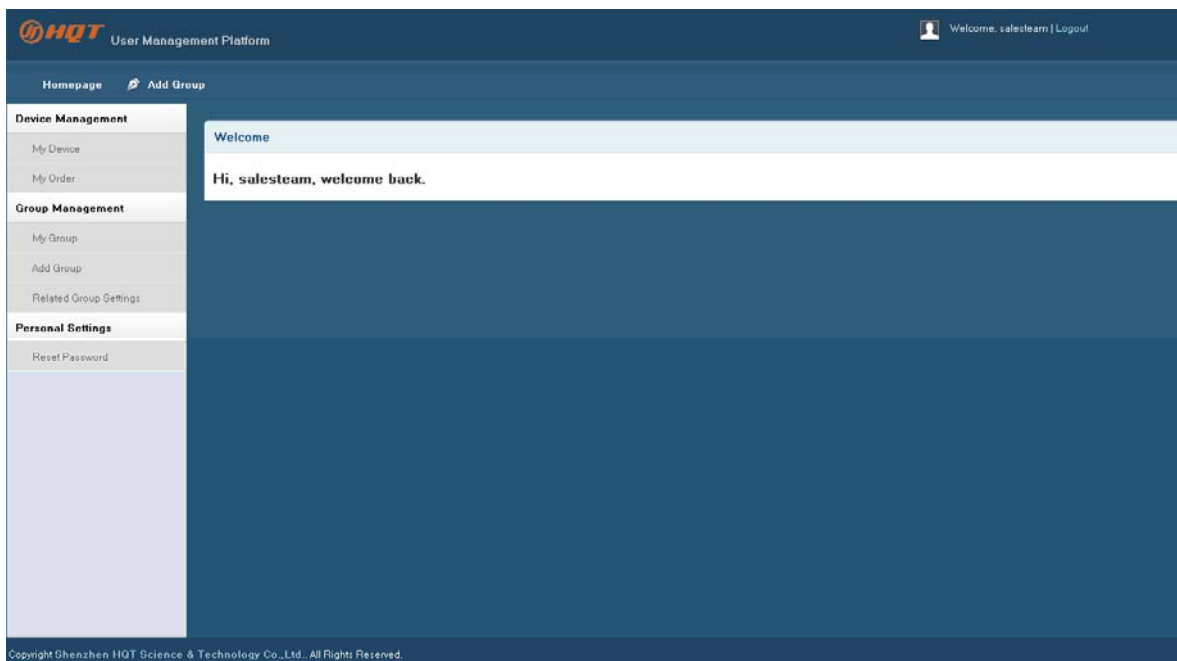 HQT User Management Platform
Welcome, salesteam | Logout
Homepage
Add Group
Device Management
My Device
My Order
Group Management
My Group
Add Group
Related Group Settings
Personal Settings
Reset Password
Welcome
Hi, salesteam, welcome back.
Copyright Shenzhen HQT Science & Technology Co.,Ltd.. All Rights Reserved.